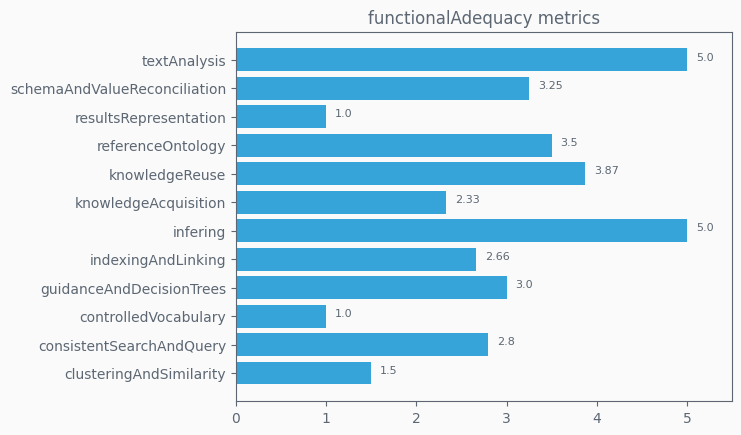 functionalAdequacy metrics
textAnalysis 5.0
schemaAndValueReconciliation 3.25
resultsRepresentation 1.0
referenceOntology 3.5
knowledgeReuse 3.87
knowledgeAcquisition 2.33
infering 5.0
indexingAndLinking 2.66
guidanceAndDecisionTrees 3.0
controlledVocabulary 1.0
consistentSearchAndQuery 2.8
clusteringAndSimilarity 1.5
0 1 2 3 4 5